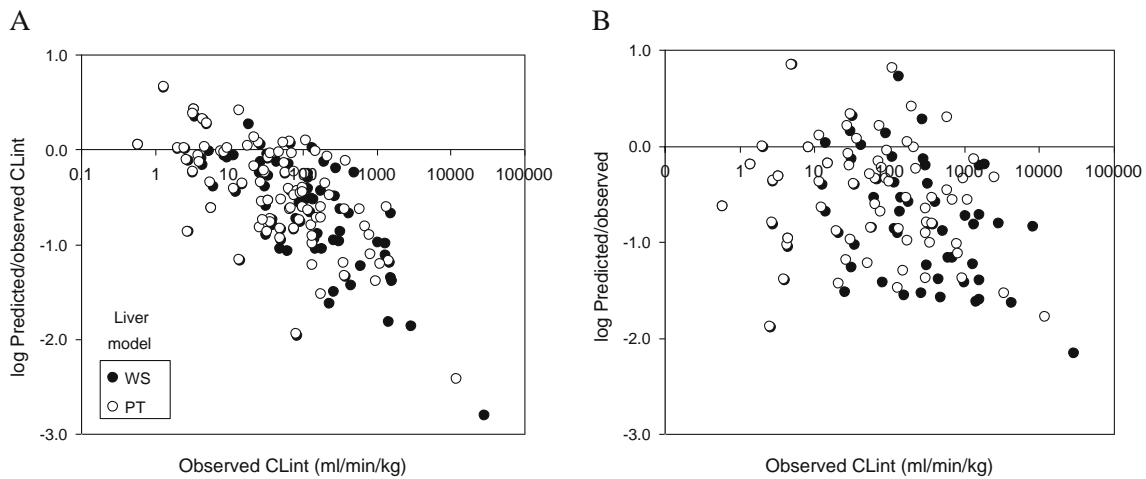 A
B
1.0
0.0
-1.0
-2.0
-3.0
0.1
1
10
100
1000
10000
100000
log Predicted/observed CLint
Observed CLint (ml/min/kg)
Liver
model
WS
PT
1.0
0.0
-1.0
-2.0
-3.0
0
1
10
100
1000
10000
100000
log Predicted/observed
Observed CLint (ml/min/kg)